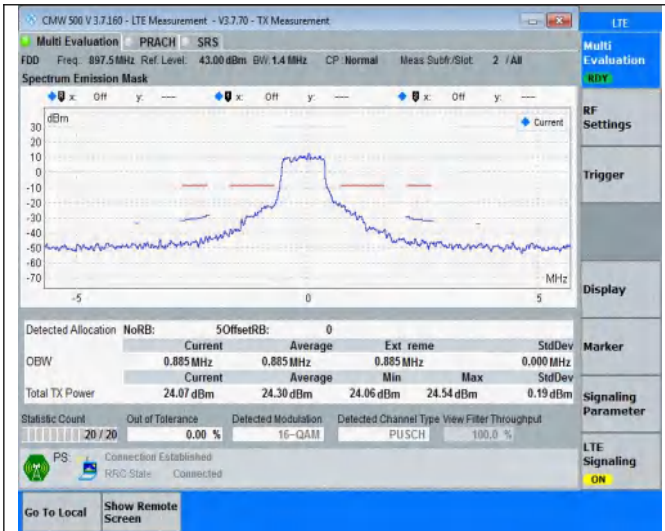 CMW 500 V 3.7.160 - LTE Measurement - V3.7.70 - TX Measurement
LTE
Multi Evaluation PRACH SRS
Multi
Evaluation
RDY
FDD Freq: 897.5 MHz Ref. Level: 43.00 dBm BW: 1.4 MHz CP :Normal Meas Subfr./Slot: 2 / All
Spectrum Emission Mask
x: Off y: --- x: Off y: --- x: Off y: ---
dBm
Current
30
20
10
0
-10
-20
-30
-40
-50
-60
-70
MHz
-5 0 5
RF
Settings
Trigger
Display
Marker
Signaling
Parameter
LTE
Signaling
ON
Detected Allocation NoRB: 5OffsetRB: 0
Current Average Ext reme StdDev
OBW 0.885 MHz 0.885 MHz 0.885 MHz 0.000 MHz
Current Average Min Max StdDev
Total TX Power 24.07 dBm 24.30 dBm 24.06 dBm 24.54 dBm 0.19 dBm
Statistic Count Out of Tolerance Detected Modulation Detected Channel Type View Filter Throughput
20 / 20 0.00 % 16-QAM PUSCH 100.0 %
PS: Connection Established
RRC State Connected
Go To Local
Show Remote
Screen